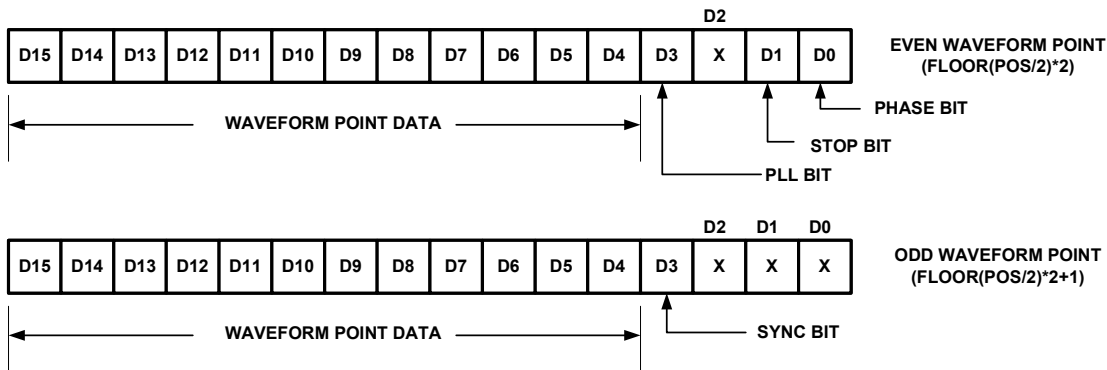 D2
D15 D14 D13 D12 D11 D10 D9 D8 D7 D6 D5 D4 D3 X D1 D0
EVEN WAVEFORM POINT
(FLOOR(POS/2)*2)
PHASE BIT
WAVEFORM POINT DATA
STOP BIT
PLL BIT
D2 D1 D0
D15 D14 D13 D12 D11 D10 D9 D8 D7 D6 D5 D4 D3 X X X
ODD WAVEFORM POINT
(FLOOR(POS/2)*2+1)
WAVEFORM POINT DATA
SYNC BIT